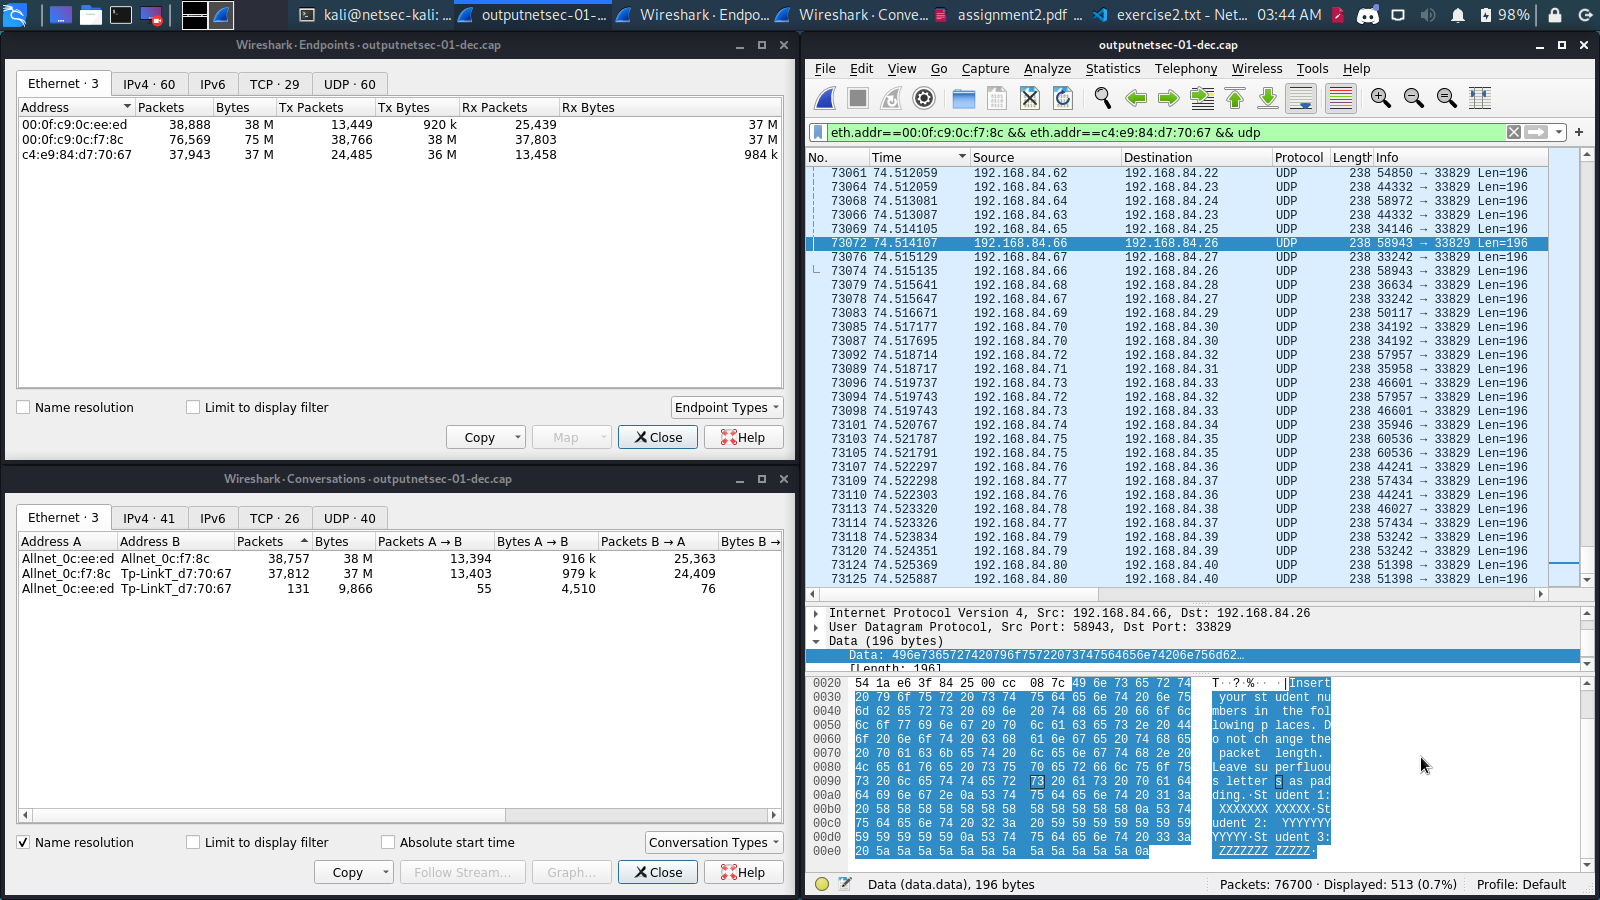 kali@netsec-kali: ...
outputnetsec-01-...
Wireshark · Endpo...
Wireshark · Conve...
assignment2.pdf ...
exercise2.txt - Net...
03:44 AM
98%
Wireshark · Endpoints · outputnetsec-01-dec.cap
Ethernet · 3 IPv4 · 60 IPv6 TCP · 29 UDP · 60
Address Packets Bytes Tx Packets Tx Bytes Rx Packets Rx Bytes
00:0f:c9:0c:ee:ed 38,888 38 M 13,449 920 k 25,439 37 M
00:0f:c9:0c:f7:8c 76,569 75 M 38,766 38 M 37,803 37 M
c4:e9:84:d7:70:67 37,943 37 M 24,485 36 M 13,458 984 k
Name resolution Limit to display filter Endpoint Types
Copy Map Close Help
Wireshark · Conversations · outputnetsec-01-dec.cap
Ethernet · 3 IPv4 · 41 IPv6 TCP · 26 UDP · 40
Address A Address B Packets Bytes Packets A → B Bytes A → B Packets B → A Bytes B →
Allnet_0c:ee:ed Allnet_0c:f7:8c 38,757 38 M 13,394 916 k 25,363
Allnet_0c:f7:8c Tp-LinkT_d7:70:67 37,812 37 M 13,403 979 k 24,409
Allnet_0c:ee:ed Tp-LinkT_d7:70:67 131 9,866 55 4,510 76
Name resolution Limit to display filter Absolute start time Conversation Types
Copy Follow Stream... Graph... Close Help
outputnetsec-01-dec.cap
File Edit View Go Capture Analyze Statistics Telephony Wireless Tools Help
eth.addr==00:0f:c9:0c:f7:8c && eth.addr==c4:e9:84:d7:70:67 && udp
No. Time Source Destination Protocol Length Info
73061 74.512059 192.168.84.62 192.168.84.22 UDP 238 54850 → 33829 Len=196
73064 74.512059 192.168.84.63 192.168.84.23 UDP 238 44332 → 33829 Len=196
73068 74.513081 192.168.84.64 192.168.84.24 UDP 238 58972 → 33829 Len=196
73066 74.513087 192.168.84.63 192.168.84.23 UDP 238 44332 → 33829 Len=196
73069 74.514105 192.168.84.65 192.168.84.25 UDP 238 34146 → 33829 Len=196
73072 74.514107 192.168.84.66 192.168.84.26 UDP 238 58943 → 33829 Len=196
73076 74.515129 192.168.84.67 192.168.84.27 UDP 238 33242 → 33829 Len=196
73074 74.515135 192.168.84.66 192.168.84.26 UDP 238 58943 → 33829 Len=196
73079 74.515641 192.168.84.68 192.168.84.28 UDP 238 36634 → 33829 Len=196
73078 74.515647 192.168.84.67 192.168.84.27 UDP 238 33242 → 33829 Len=196
73083 74.516671 192.168.84.69 192.168.84.29 UDP 238 50117 → 33829 Len=196
73085 74.517177 192.168.84.70 192.168.84.30 UDP 238 34192 → 33829 Len=196
73087 74.517695 192.168.84.70 192.168.84.30 UDP 238 34192 → 33829 Len=196
73092 74.518714 192.168.84.72 192.168.84.32 UDP 238 57957 → 33829 Len=196
73089 74.518717 192.168.84.71 192.168.84.31 UDP 238 35958 → 33829 Len=196
73096 74.519737 192.168.84.73 192.168.84.33 UDP 238 46601 → 33829 Len=196
73094 74.519743 192.168.84.72 192.168.84.32 UDP 238 57957 → 33829 Len=196
73098 74.519743 192.168.84.73 192.168.84.33 UDP 238 46601 → 33829 Len=196
73101 74.520767 192.168.84.74 192.168.84.34 UDP 238 35946 → 33829 Len=196
73103 74.521787 192.168.84.75 192.168.84.35 UDP 238 60536 → 33829 Len=196
73105 74.521791 192.168.84.75 192.168.84.35 UDP 238 60536 → 33829 Len=196
73107 74.522297 192.168.84.76 192.168.84.36 UDP 238 44241 → 33829 Len=196
73109 74.522298 192.168.84.77 192.168.84.37 UDP 238 57434 → 33829 Len=196
73110 74.522303 192.168.84.76 192.168.84.36 UDP 238 44241 → 33829 Len=196
73113 74.523320 192.168.84.78 192.168.84.38 UDP 238 46027 → 33829 Len=196
73114 74.523326 192.168.84.77 192.168.84.37 UDP 238 57434 → 33829 Len=196
73118 74.523834 192.168.84.79 192.168.84.39 UDP 238 53242 → 33829 Len=196
73120 74.524351 192.168.84.79 192.168.84.39 UDP 238 53242 → 33829 Len=196
73124 74.525369 192.168.84.80 192.168.84.40 UDP 238 51398 → 33829 Len=196
73125 74.525887 192.168.84.80 192.168.84.40 UDP 238 51398 → 33829 Len=196
Internet Protocol Version 4, Src: 192.168.84.66, Dst: 192.168.84.26
User Datagram Protocol, Src Port: 58943, Dst Port: 33829
Data (196 bytes)
Data: 496e7365727420796f75722073747564656e74206e756d62…
[Length: 196]
0020 54 1a e6 3f 84 25 00 cc 08 7c 49 6e 73 65 72 74 T··?·%·· ·|Insert
0030 20 79 6f 75 72 20 73 74 75 64 65 6e 74 20 6e 75 your st udent nu
0040 6d 62 65 72 73 20 69 6e 20 74 68 65 20 66 6f 6c mbers in the fol
0050 6c 6f 77 69 6e 67 20 70 6c 61 63 65 73 2e 20 44 lowing p laces. D
0060 6f 20 6e 6f 74 20 63 68 61 6e 67 65 20 74 68 65 o not ch ange the
0070 20 70 61 63 6b 65 74 20 6c 65 6e 67 74 68 2e 20 packet length.
0080 4c 65 61 76 65 20 73 75 70 65 72 66 6c 75 6f 75 Leave su perfluou
0090 73 20 6c 65 74 74 65 72 73 20 61 73 20 70 61 64 s letter s as pad
00a0 64 69 6e 67 2e 0a 53 74 75 64 65 6e 74 20 31 3a ding.·St udent 1:
00b0 20 58 58 58 58 58 58 58 58 58 58 58 58 0a 53 74 XXXXXXX XXXXX·St
00c0 75 64 65 6e 74 20 32 3a 20 59 59 59 59 59 59 59 udent 2: YYYYYYY
00d0 59 59 59 59 59 0a 53 74 75 64 65 6e 74 20 33 3a YYYYY·St udent 3:
00e0 20 5a 5a 5a 5a 5a 5a 5a 5a 5a 5a 5a 5a 0a ZZZZZZZ ZZZZZ·
Data (data.data), 196 bytes Packets: 76700 · Displayed: 513 (0.7%) Profile: Default